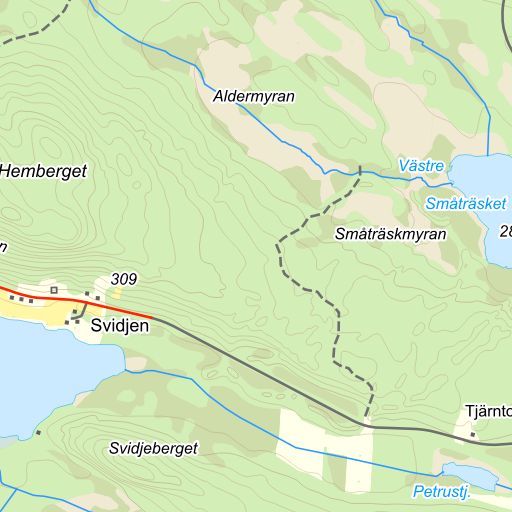 Aldermyran
Västre
Hemberget
Småträsket
Småträskmyran
28
n
309
Svidjen
Tjärnto
Svidjeberget
Petrustj.